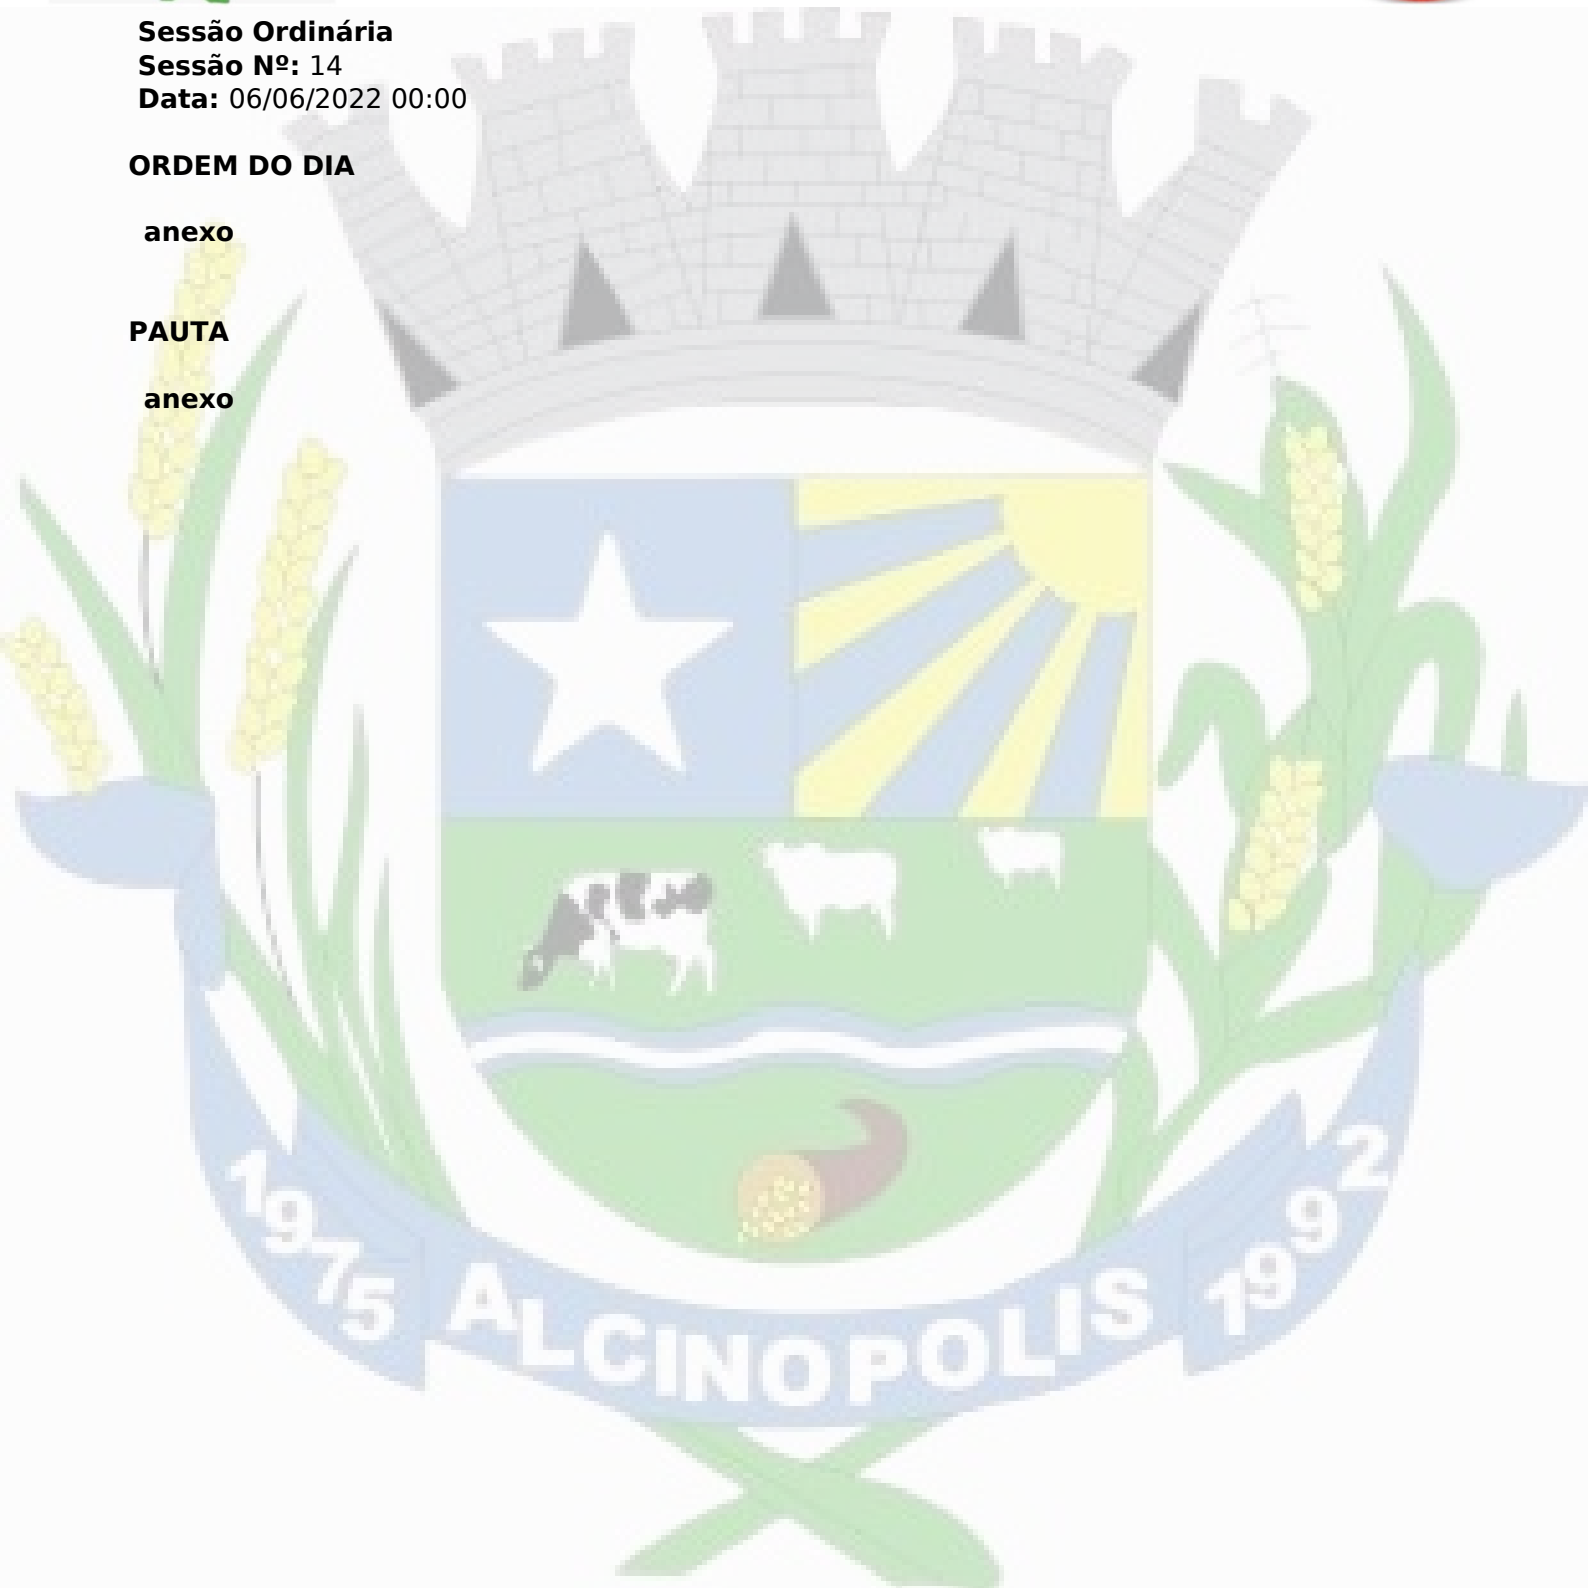 Sessão Ordinária
Sessão Nº: 14
Data: 06/06/2022 00:00
ORDEM DO DIA
anexo
PAUTA
anexo
1975 ALCINOPOLIS 1992